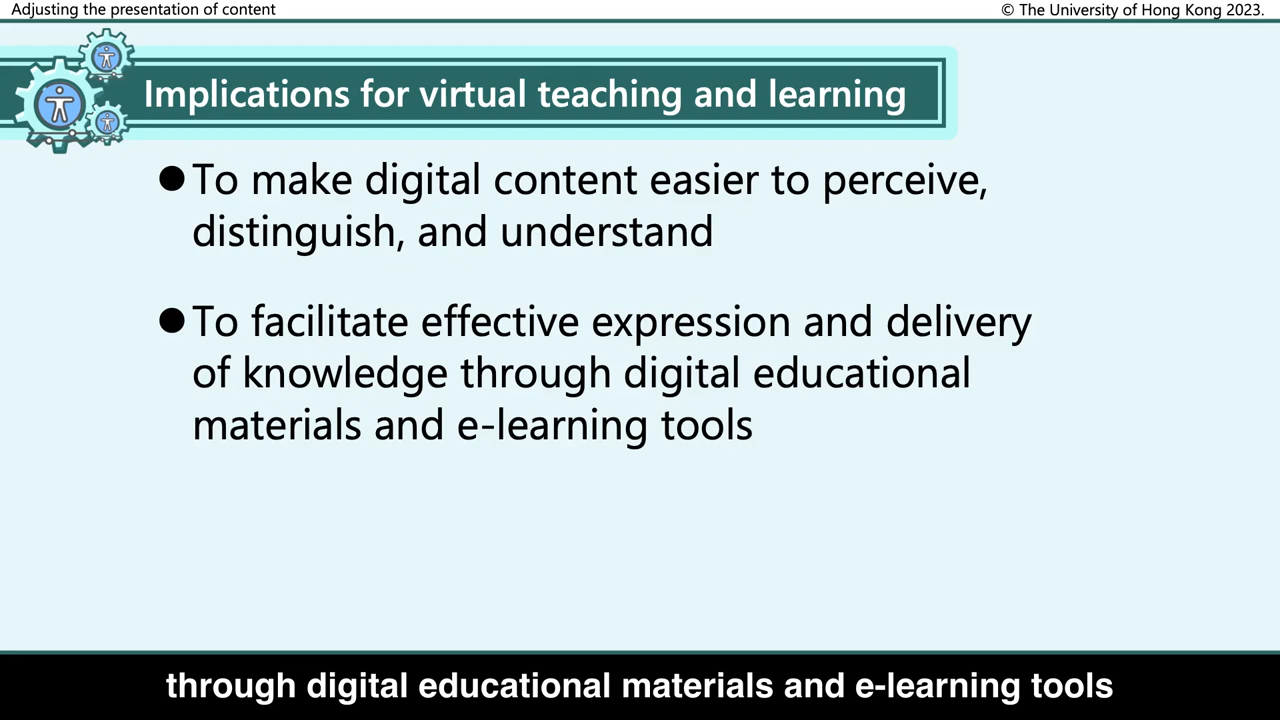 Adjusting the presentation of content
© The University of Hong Kong 2023.
Implications for virtual teaching and learning
●To make digital content easier to perceive,
distinguish, and understand
●To facilitate effective expression and delivery
of knowledge through digital educational
materials and e-learning tools
through digital educational materials and e-learning tools